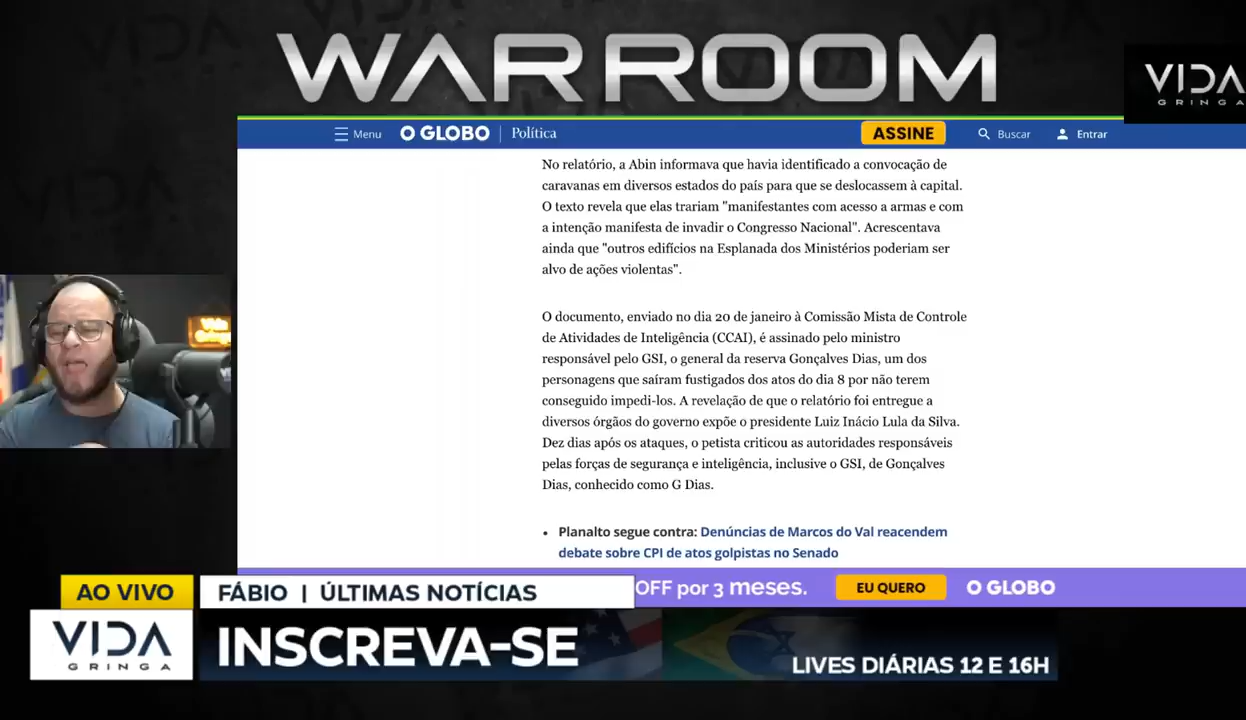 WARROOM
VIDA
GRINGA
Menu
O GLOBO | Política
ASSINE
Buscar
Entrar
No relatório, a Abin informava que havia identificado a convocação de
caravanas em diversos estados do país para que se deslocassem à capital.
O texto revela que elas trariam "manifestantes com acesso a armas e com
a intenção manifesta de invadir o Congresso Nacional". Acrescentava
ainda que "outros edifícios na Esplanada dos Ministérios poderiam ser
alvo de ações violentas".
O documento, enviado no dia 20 de janeiro à Comissão Mista de Controle
de Atividades de Inteligência (CCAI), é assinado pelo ministro
responsável pelo GSI, o general da reserva Gonçalves Dias, um dos
personagens que saíram fustigados dos atos do dia 8 por não terem
conseguido impedi-los. A revelação de que o relatório foi entregue a
diversos órgãos do governo expõe o presidente Luiz Inácio Lula da Silva.
Dez dias após os ataques, o petista criticou as autoridades responsáveis
pelas forças de segurança e inteligência, inclusive o GSI, de Gonçalves
Dias, conhecido como G Dias.
• Planalto segue contra: Denúncias de Marcos do Val reacendem
debate sobre CPI de atos golpistas no Senado
OFF por 3 meses.
EU QUERO
O GLOBO
AO VIVO
FÁBIO | ÚLTIMAS NOTÍCIAS
VIDA
GRINGA
INSCREVA-SE
LIVES DIÁRIAS 12 E 16H